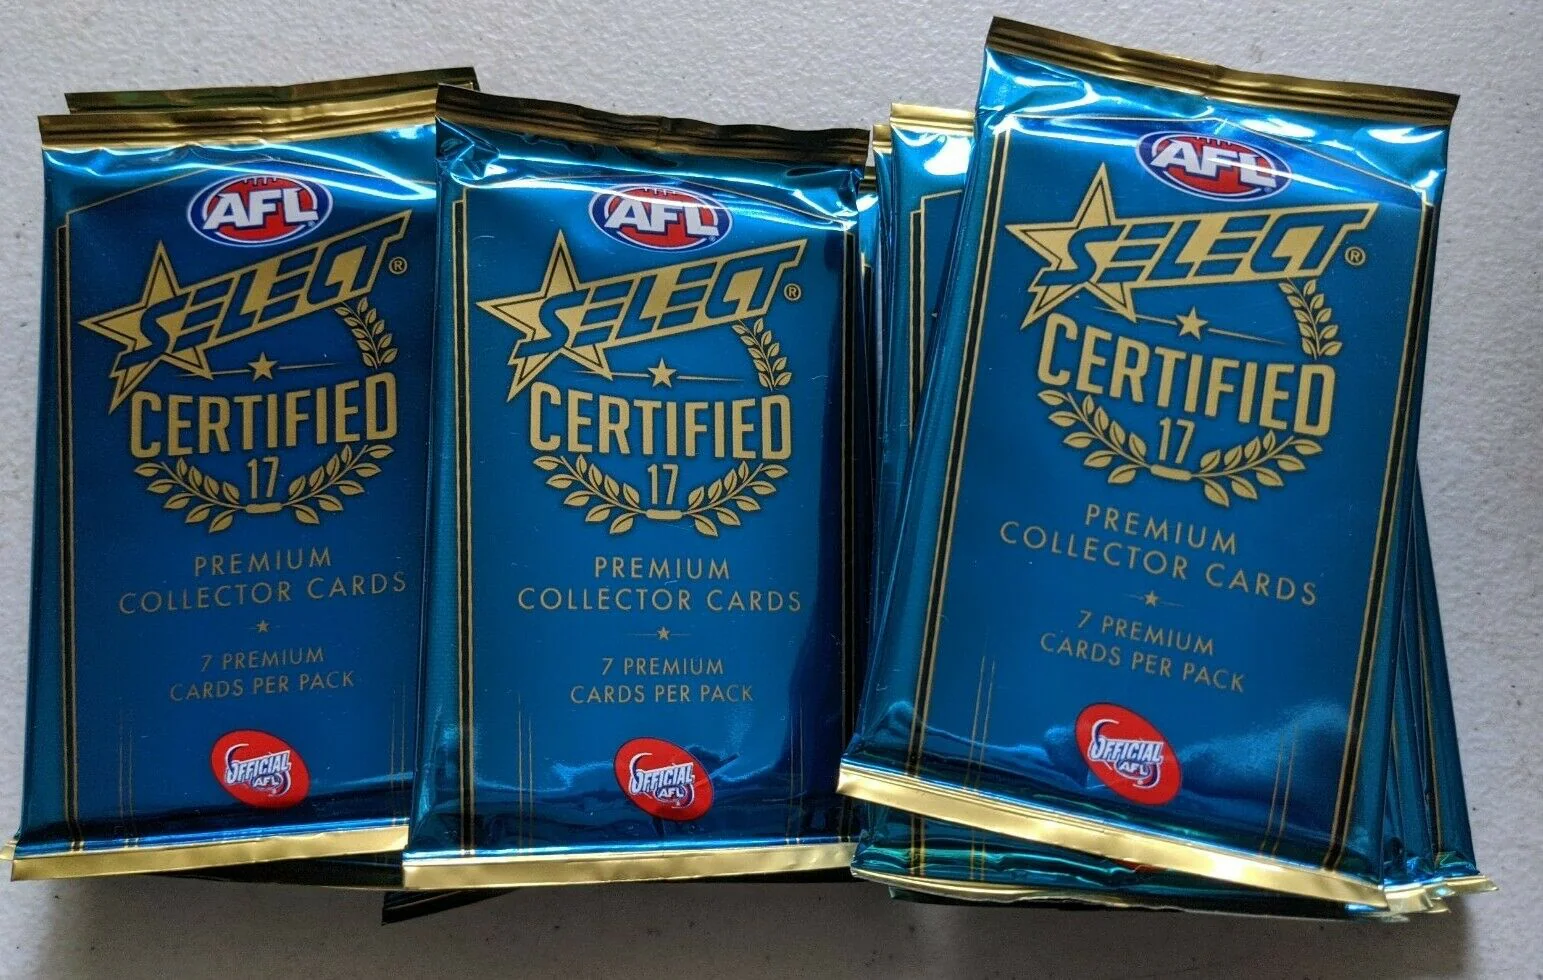 AFL
SELECT®
CERTIFIED
17
PREMIUM
COLLECTOR CARDS
7 PREMIUM
CARDS PER PACK
OFFICIAL
AFL
AFL
SELECT®
CERTIFIED
17
PREMIUM
COLLECTOR CARDS
7 PREMIUM
CARDS PER PACK
OFFICIAL
AFL
AFL
SELECT®
CERTIFIED
17
PREMIUM
COLLECTOR CARDS
7 PREMIUM
CARDS PER PACK
OFFICIAL
AFL